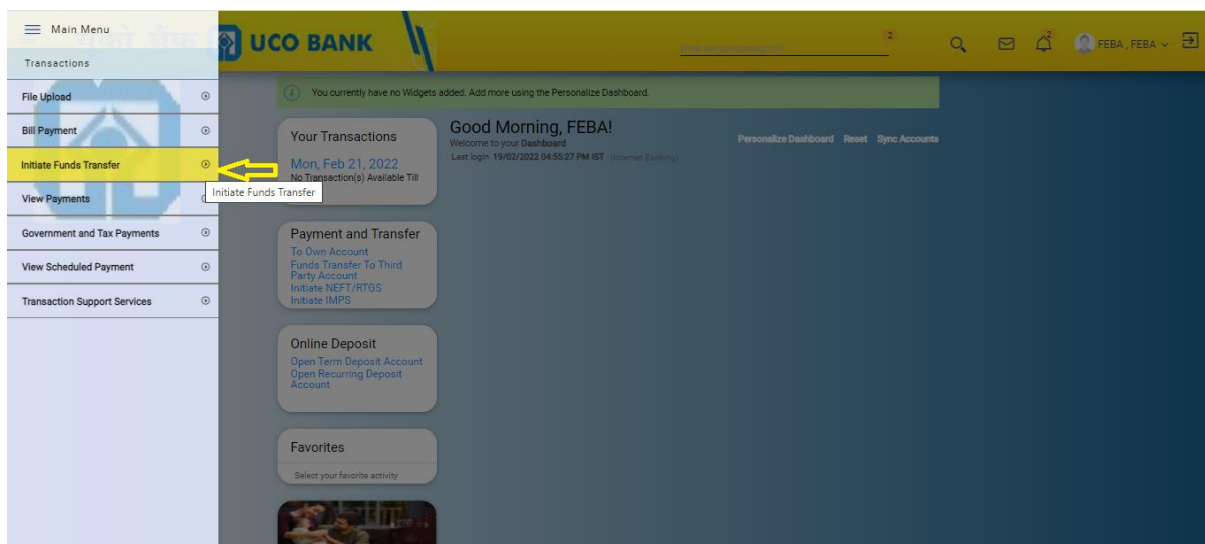 Main Menu
Transactions
File Upload
Bill Payment
Initiate Funds Transfer
Initiate Funds Transfer
View Payments
Government and Tax Payments
View Scheduled Payment
Transaction Support Services
UCO BANK
2
2
FEBA , FEBA
You currently have no Widgets added. Add more using the Personalize Dashboard.
Your Transactions
Mon, Feb 21, 2022
No Transaction(s) Available Till
Good Morning, FEBA!
Welcome to your Dashboard
Last login 19/02/2022 04:55:27 PM IST (Internet Banking)
Personalize Dashboard Reset Sync Accounts
Payment and Transfer
To Own Account
Funds Transfer To Third
Party Account
Initiate NEFT/RTGS
Initiate IMPS
Online Deposit
Open Term Deposit Account
Open Recurring Deposit
Account
Favorites
Select your favorite activity